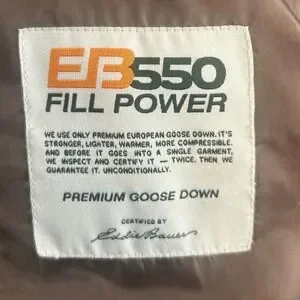 EB550
FILL POWER
WE USE ONLY PREMIUM EUROPEAN GOOSE DOWN. IT'S
STRONGER, LIGHTER, WARMER, MORE COMPRESSIBLE.
AND BEFORE IT GOES INTO A SINGLE GARMENT,
WE INSPECT AND CERTIFY IT — TWICE. THEN WE
GUARANTEE IT. UNCONDITIONALLY.
PREMIUM GOOSE DOWN
CERTIFIED BY
Eddie Bauer